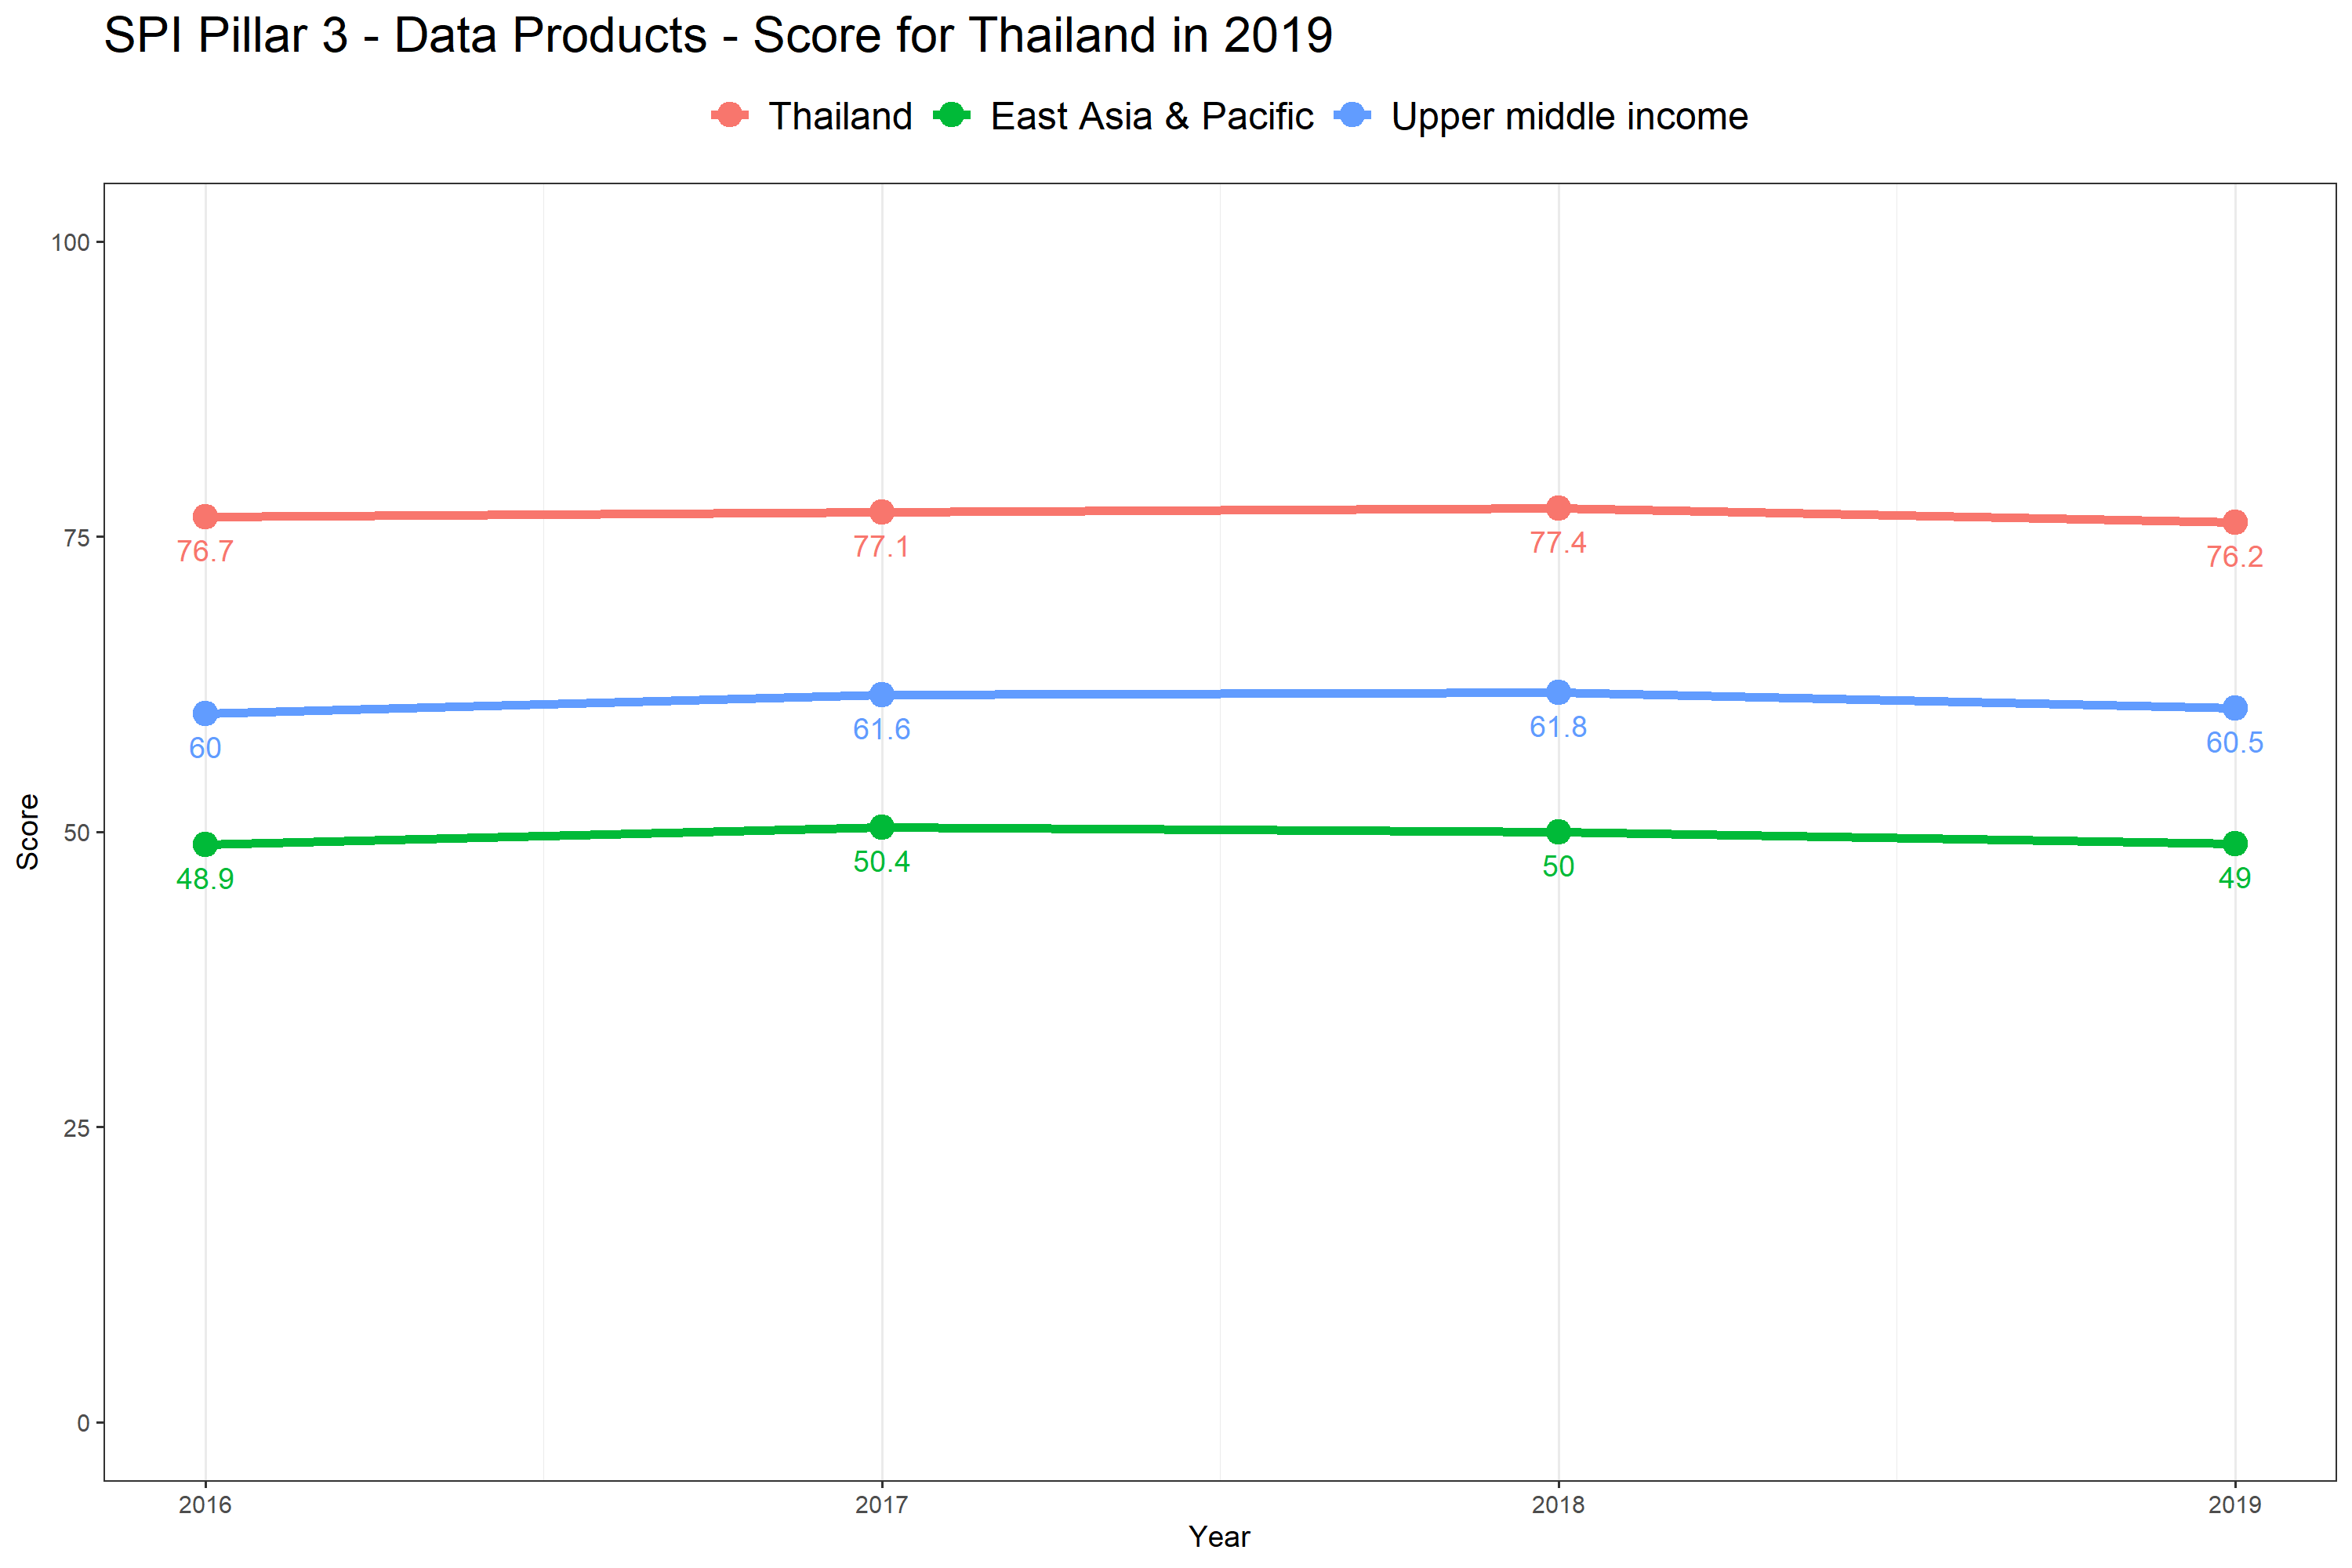 SPI Pillar 3 - Data Products - Score for Thailand in 2019
Thailand East Asia & Pacific Upper middle income
100
75
50
25
0
Score
76.7 77.1 77.4 76.2
60 61.6 61.8 60.5
48.9 50.4 50 49
2016 2017 2018 2019
Year